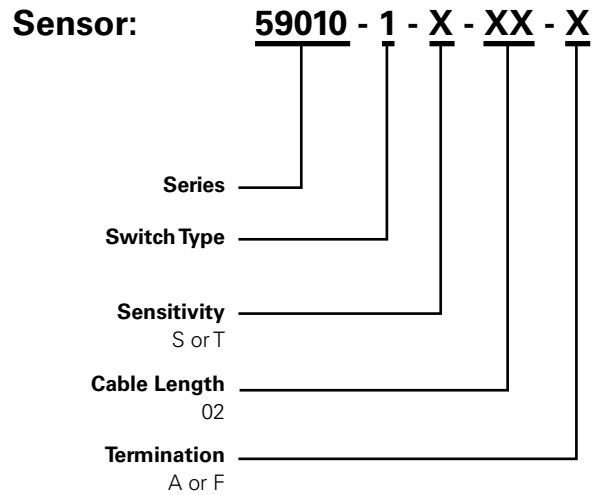 Sensor: 59010 - 1 - X - XX - X
Series
Switch Type
Sensitivity
S or T
Cable Length
02
Termination
A or F